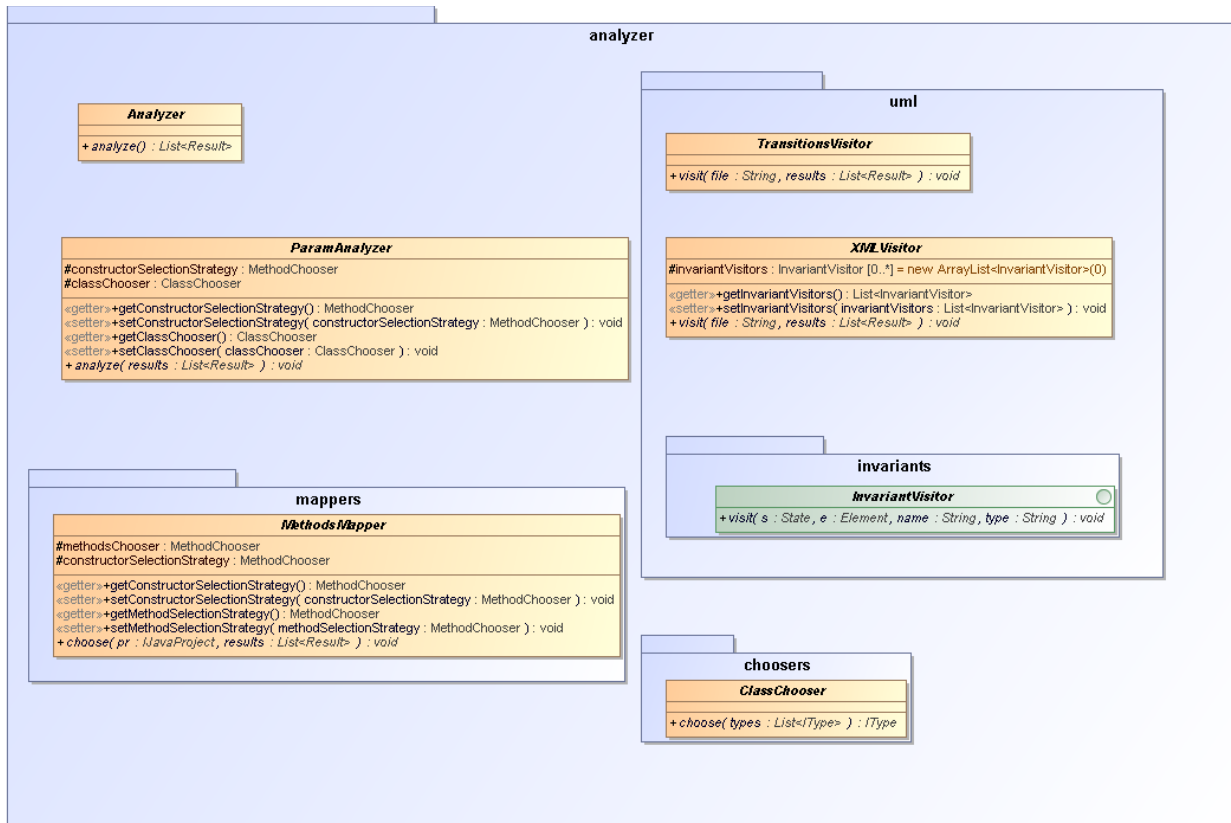 analyzer
Analyzer
+ analyze() : List<Result>
ParamAnalyzer
#constructorSelectionStrategy : MethodChooser
#classChooser : ClassChooser
«getter»+getConstructorSelectionStrategy() : MethodChooser
«setter»+setConstructorSelectionStrategy( constructorSelectionStrategy : MethodChooser ) : void
«getter»+getClassChooser() : ClassChooser
«setter»+setClassChooser( classChooser : ClassChooser ) : void
+ analyze( results : List<Result> ) : void
mappers
MethodsMapper
#methodsChooser : MethodChooser
#constructorSelectionStrategy : MethodChooser
«getter»+getConstructorSelectionStrategy() : MethodChooser
«setter»+setConstructorSelectionStrategy( constructorSelectionStrategy : MethodChooser ) : void
«getter»+getMethodSelectionStrategy() : MethodChooser
«setter»+setMethodSelectionStrategy( methodSelectionStrategy : MethodChooser ) : void
+ choose( pr : IJavaProject, results : List<Result> ) : void
uml
TransitionsVisitor
+ visit( file : String, results : List<Result> ) : void
XMLVisitor
#invariantVisitors : InvariantVisitor [0..*] = new ArrayList<InvariantVisitor>(0)
«getter»+getInvariantVisitors() : List<InvariantVisitor>
«setter»+setInvariantVisitors( invariantVisitors : List<InvariantVisitor> ) : void
+ visit( file : String, results : List<Result> ) : void
invariants
InvariantVisitor
+ visit( s : State, e : Element, name : String, type : String ) : void
choosers
ClassChooser
+ choose( types : List<IType> ) : IType